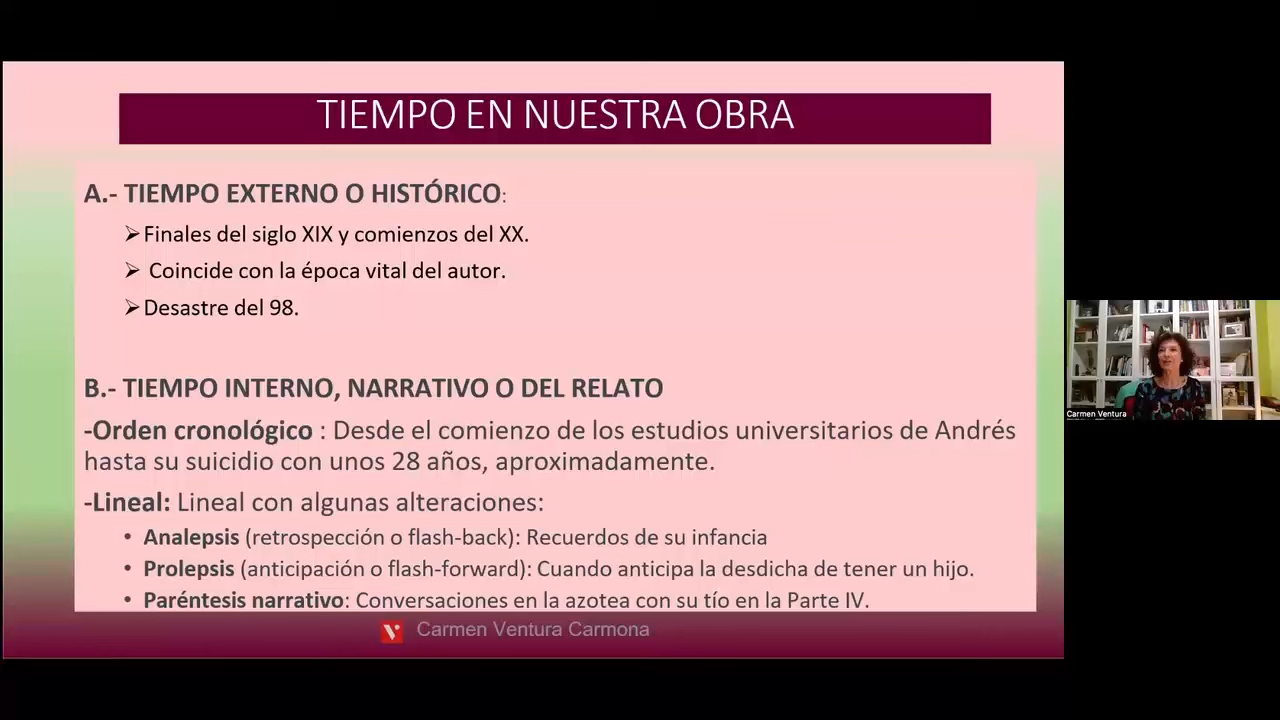 TIEMPO EN NUESTRA OBRA
A.- TIEMPO EXTERNO O HISTÓRICO:
➢Finales del siglo XIX y comienzos del XX.
➢ Coincide con la época vital del autor.
➢Desastre del 98.
B.- TIEMPO INTERNO, NARRATIVO O DEL RELATO
-Orden cronológico : Desde el comienzo de los estudios universitarios de Andrés
hasta su suicidio con unos 28 años, aproximadamente.
-Lineal: Lineal con algunas alteraciones:
• Analepsis (retrospección o flash-back): Recuerdos de su infancia
• Prolepsis (anticipación o flash-forward): Cuando anticipa la desdicha de tener un hijo.
• Paréntesis narrativo: Conversaciones en la azotea con su tío en la Parte IV.
Carmen Ventura Carmona
Carmen Ventura